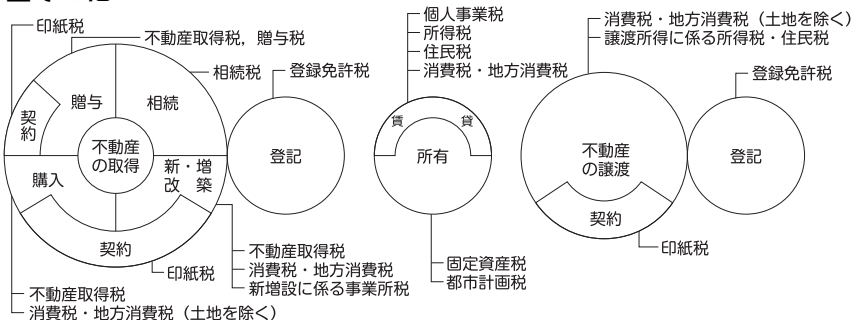 印紙税
不動産取得税，贈与税
相続税
登録免許税
契約
贈与
相続
不動産
の取得
購入
新・増
改　築
契約
登記
印紙税
不動産取得税
消費税・地方消費税
新増設に係る事業所税
不動産取得税
消費税・地方消費税（土地を除く）
個人事業税
所得税
住民税
消費税・地方消費税
賃　貸
所有
固定資産税
都市計画税
消費税・地方消費税（土地を除く）
譲渡所得に係る所得税・住民税
登録免許税
不動産
の譲渡
登記
契約
印紙税